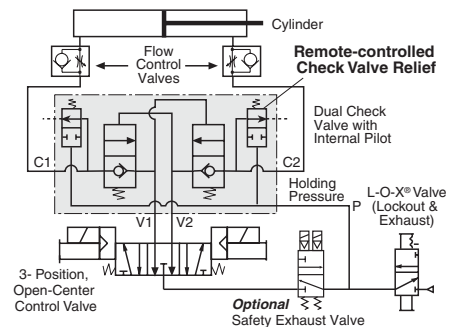 Cylinder
Flow
Control
Valves
Remote-controlled
Check Valve Relief
Dual Check
Valve with
Internal Pilot
C1
C2
Holding
Pressure
P
L-O-X® Valve
(Lockout &
Exhaust)
V1
V2
3- Position,
Open-Center
Control Valve
Optional
Safety Exhaust Valve